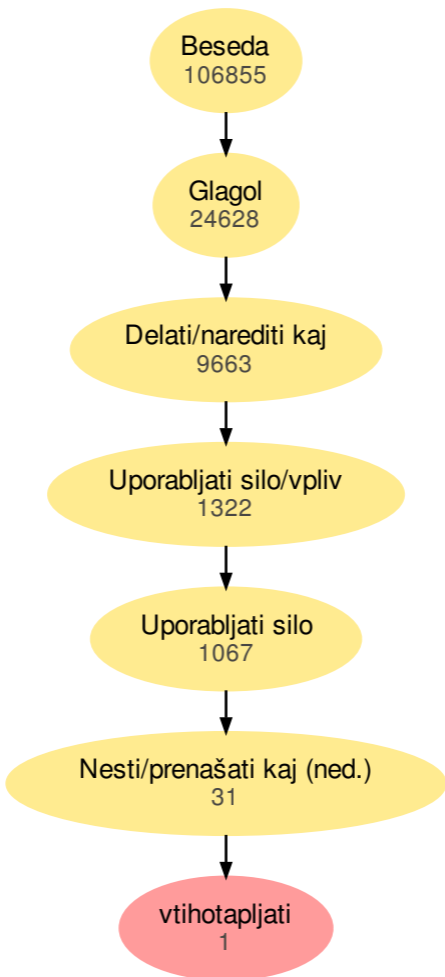 Beseda
106855
Glagol
24628
Delati/narediti kaj
9663
Uporabljati silo/vpliv
1322
Uporabljati silo
1067
Nesti/prenašati kaj (ned.)
31
vtihotapljati
1